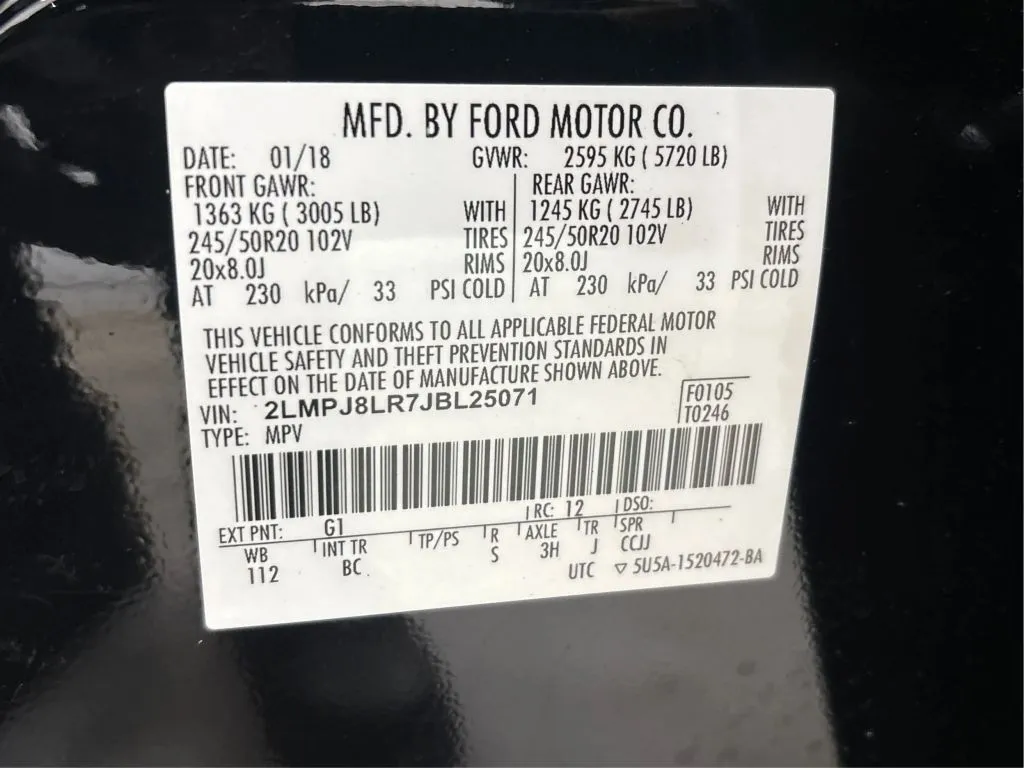 MFD. BY FORD MOTOR CO.
DATE: 01/18 GVWR: 2595 KG ( 5720 LB)
FRONT GAWR: REAR GAWR:
1363 KG ( 3005 LB) WITH 1245 KG ( 2745 LB) WITH
245/50R20 102V TIRES 245/50R20 102V TIRES
20x8.0J RIMS 20x8.0J RIMS
AT 230 kPa/ 33 PSI COLD AT 230 kPa/ 33 PSI COLD
THIS VEHICLE CONFORMS TO ALL APPLICABLE FEDERAL MOTOR
VEHICLE SAFETY AND THEFT PREVENTION STANDARDS IN
EFFECT ON THE DATE OF MANUFACTURE SHOWN ABOVE.
VIN: 2LMPJ8LR7JBL25071 F0105
TYPE: MPV T0246
EXT PNT: G1 RC: 12 DSO:
WB INT TR TP/PS R AXLE TR SPR
112 BC S 3H J CCJJ
UTC ▽ 5U5A-1520472-BA